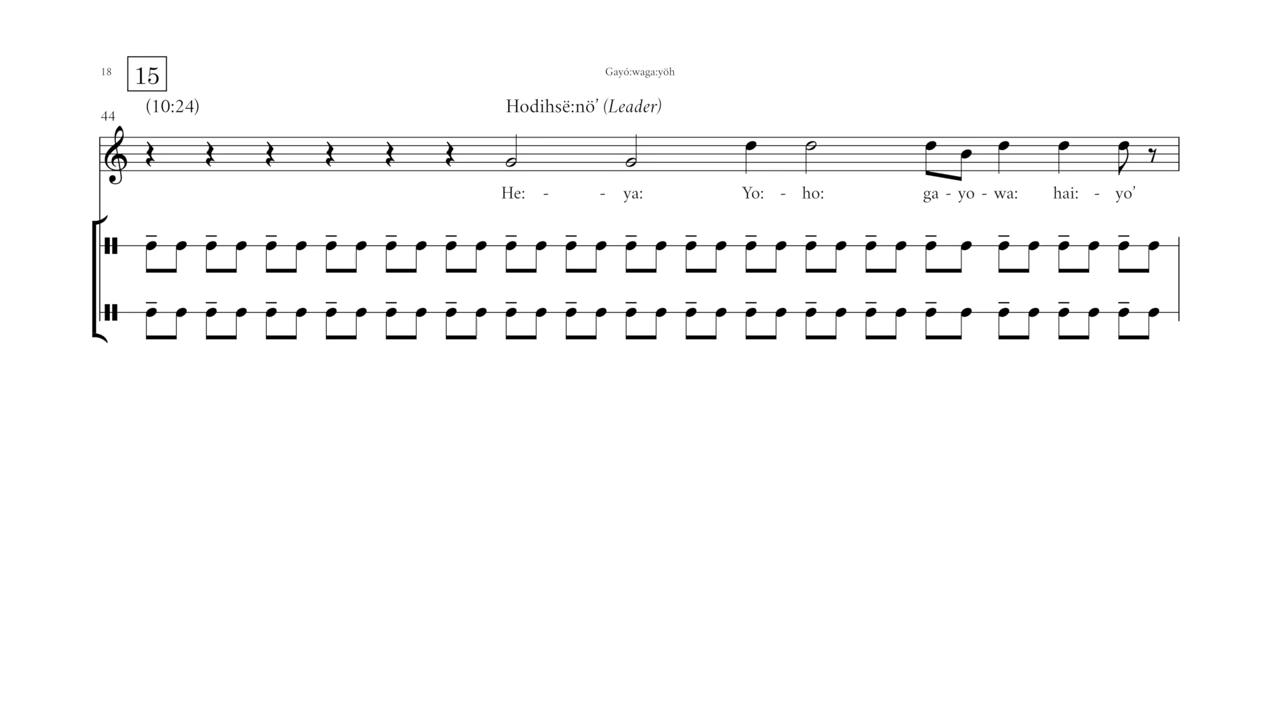 18
15
Gayó:waga:yöh
(10:24)
Hodihsë:nö’ (Leader)
44
He: - - ya: Yo: - ho: ga - yo - wa: hai: - yo’